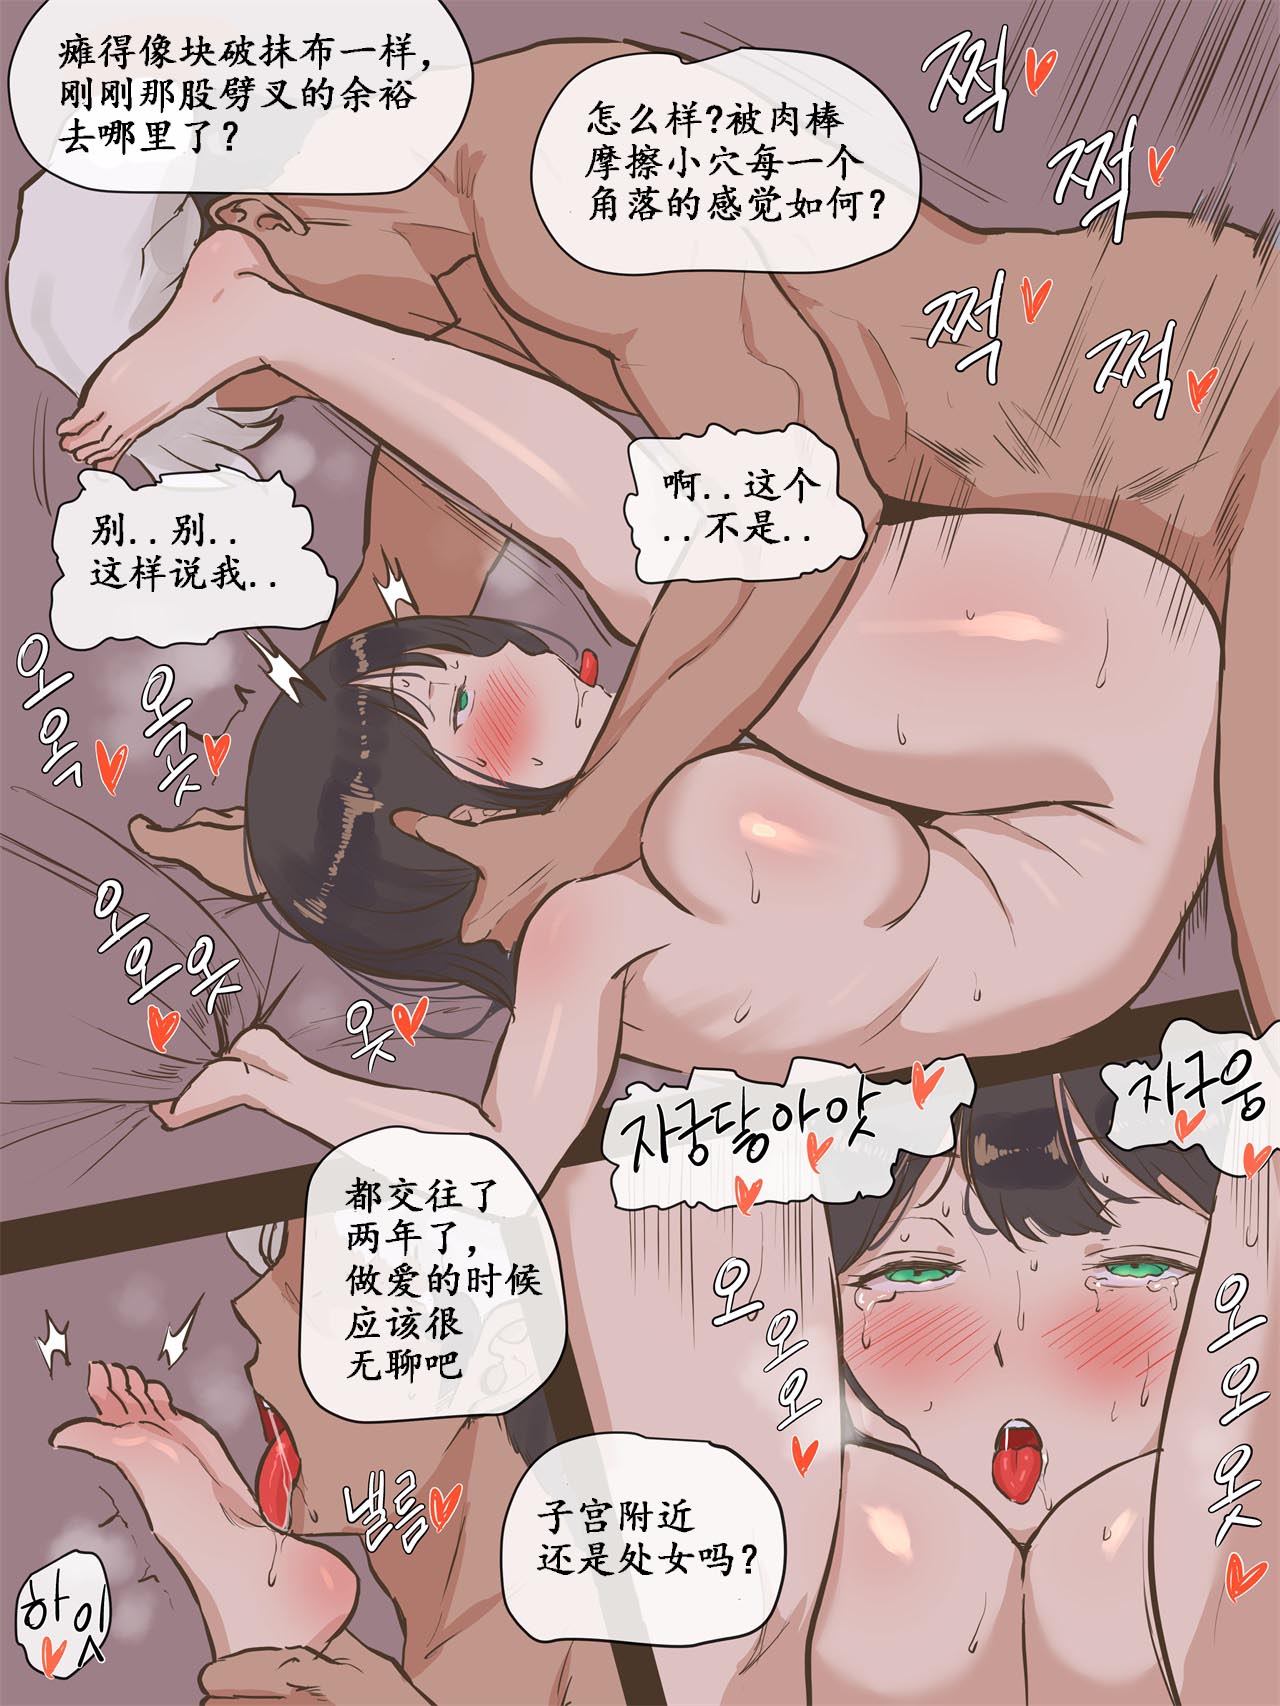 瘫得像块破抹布一样，
刚刚那股劈叉的余裕
去哪里了？
怎么样?被肉棒
摩擦小穴每一个
角落的感觉如何？
쩍
쩍
쩍
쩍
啊..这个
..不是..
别..别..
这样说我..
오
오옥
오
오곳
오
오
옷
옷
자궁닳아앗
자구웅
都交往了
两年了，
做爱的时候
应该很
无聊吧
오
오
오
오
오
옷
낼름
子宫附近
还是处女吗？
하잇